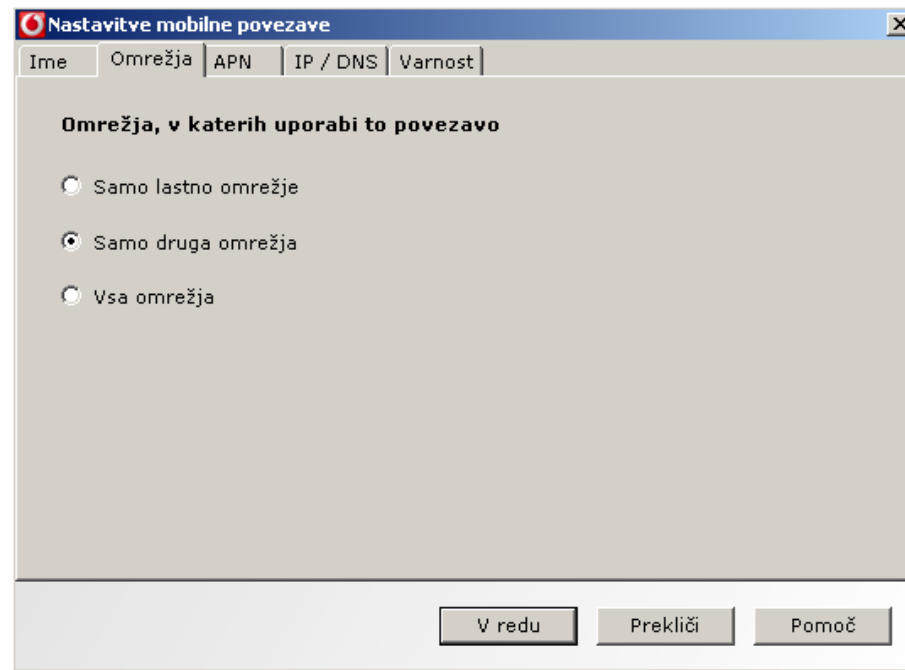 Nastavitve mobilne povezave
Ime Omrežja APN IP / DNS Varnost
Omrežja, v katerih uporabi to povezavo
Samo lastno omrežje
Samo druga omrežja
Vsa omrežja
V redu Prekliči Pomoč